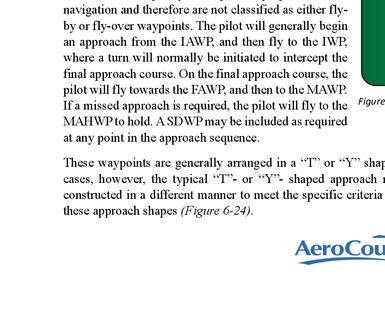 navigation and therefore are not classified as either fly-
by or fly-over waypoints. The pilot will generally begin
an approach from the IAWP, and then fly to the IWP,
where a turn will normally be initiated to intercept the
final approach course. On the final approach course, the
pilot will fly towards the FAWP, and then to the MAWP.
If a missed approach is required, the pilot will fly to the
MAHWP to hold. A SDWP may be included as required
at any point in the approach sequence.
Figure
These waypoints are generally arranged in a “T” or “Y” shap
cases, however, the typical “T”- or “Y”- shaped approach
constructed in a different manner to meet the specific criteria
these approach shapes (Figure 6-24).
AeroCou